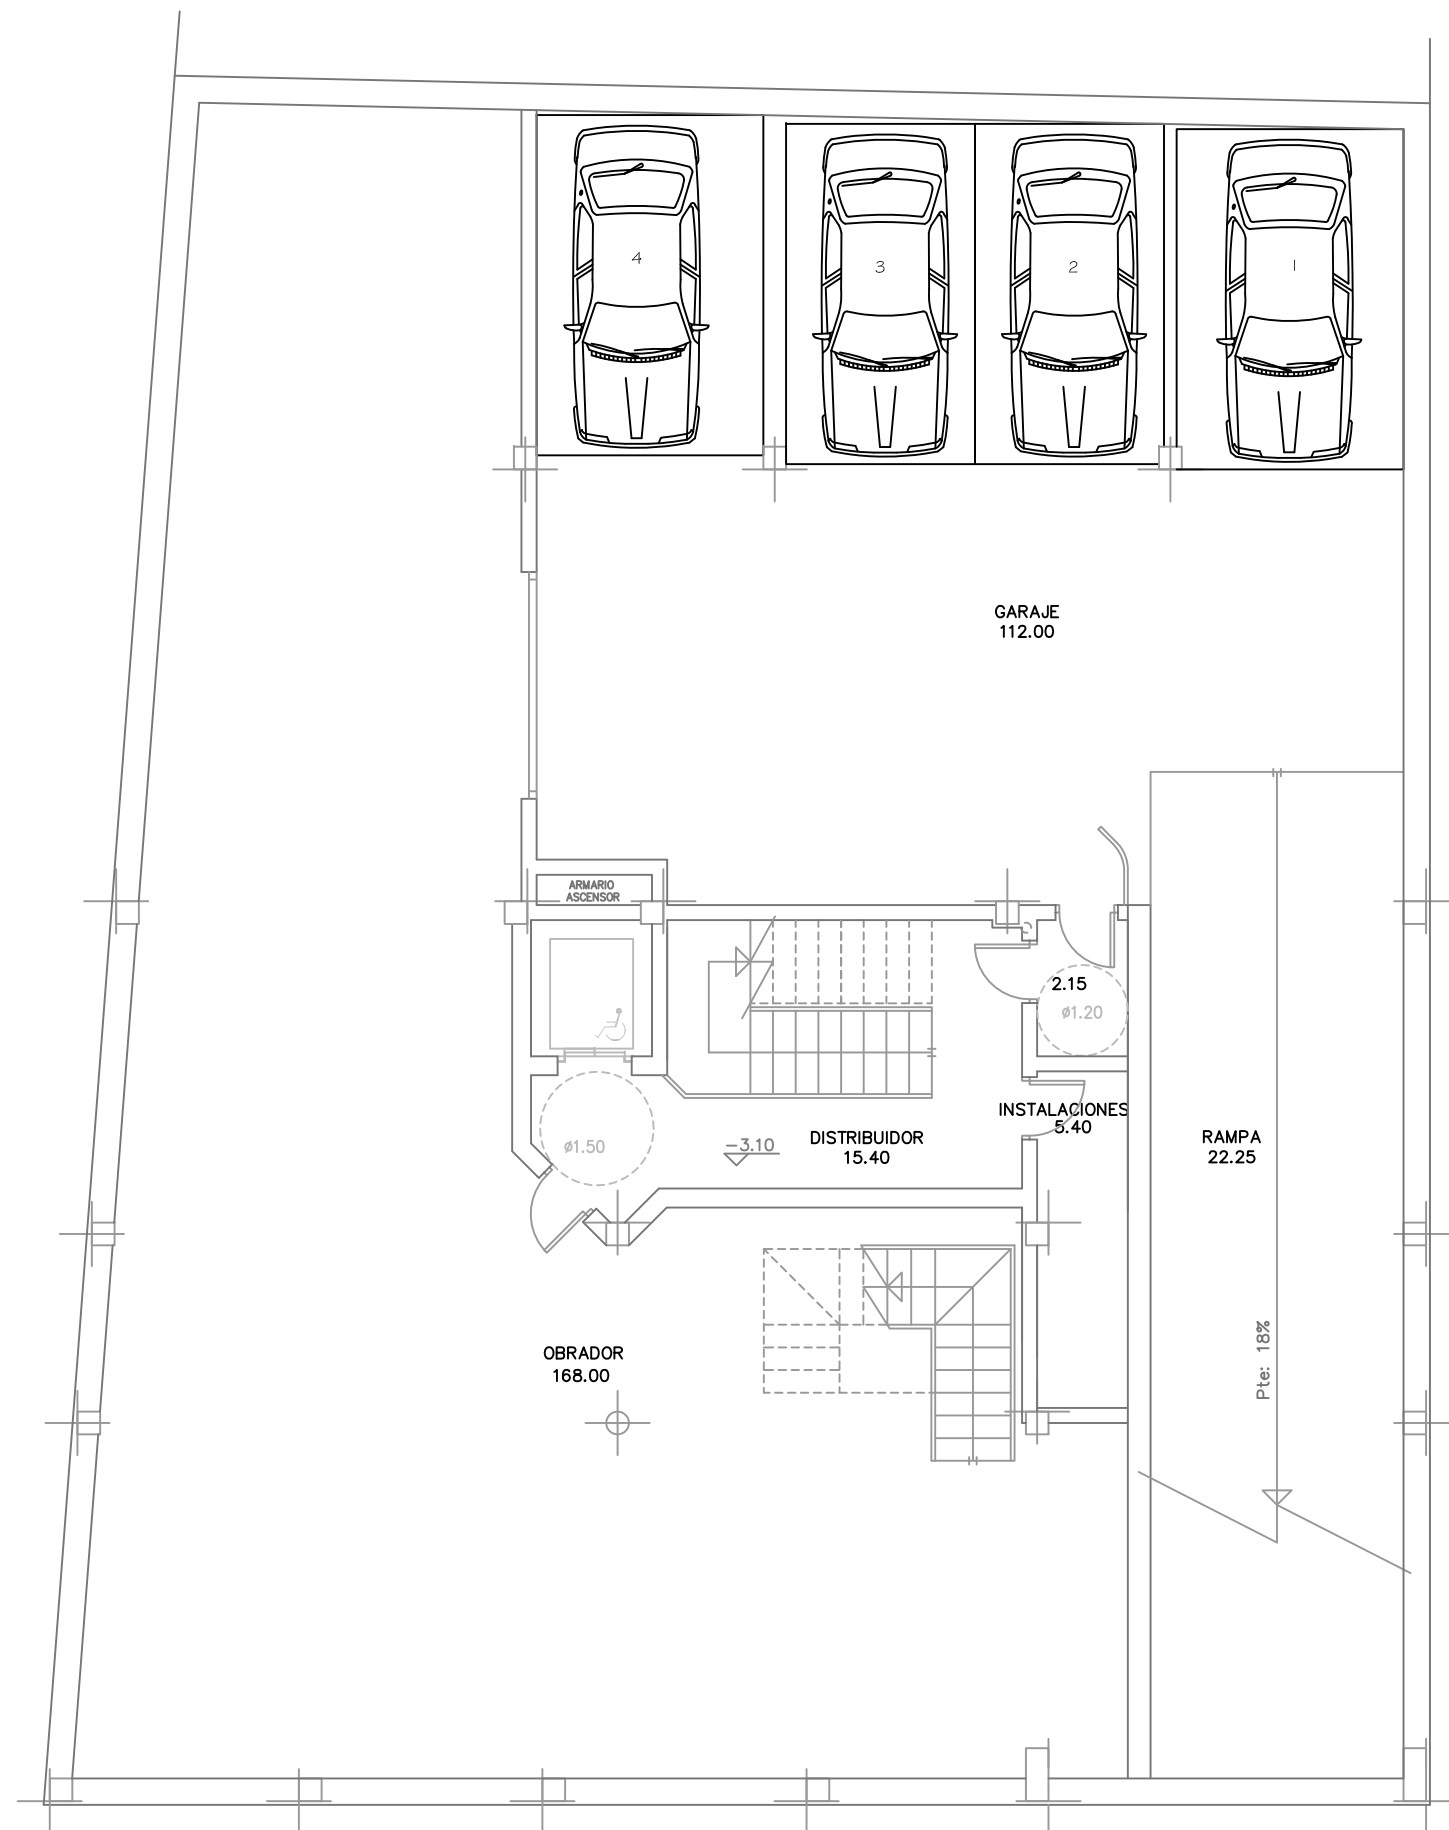 4
3
2
1
GARAJE
112.00
ARMARIO
ASCENSOR
2.15
ø1.20
INSTALACIONES
5.40
ø1.50
-3.10
DISTRIBUIDOR
15.40
RAMPA
22.25
OBRADOR
168.00
Pte: 18%